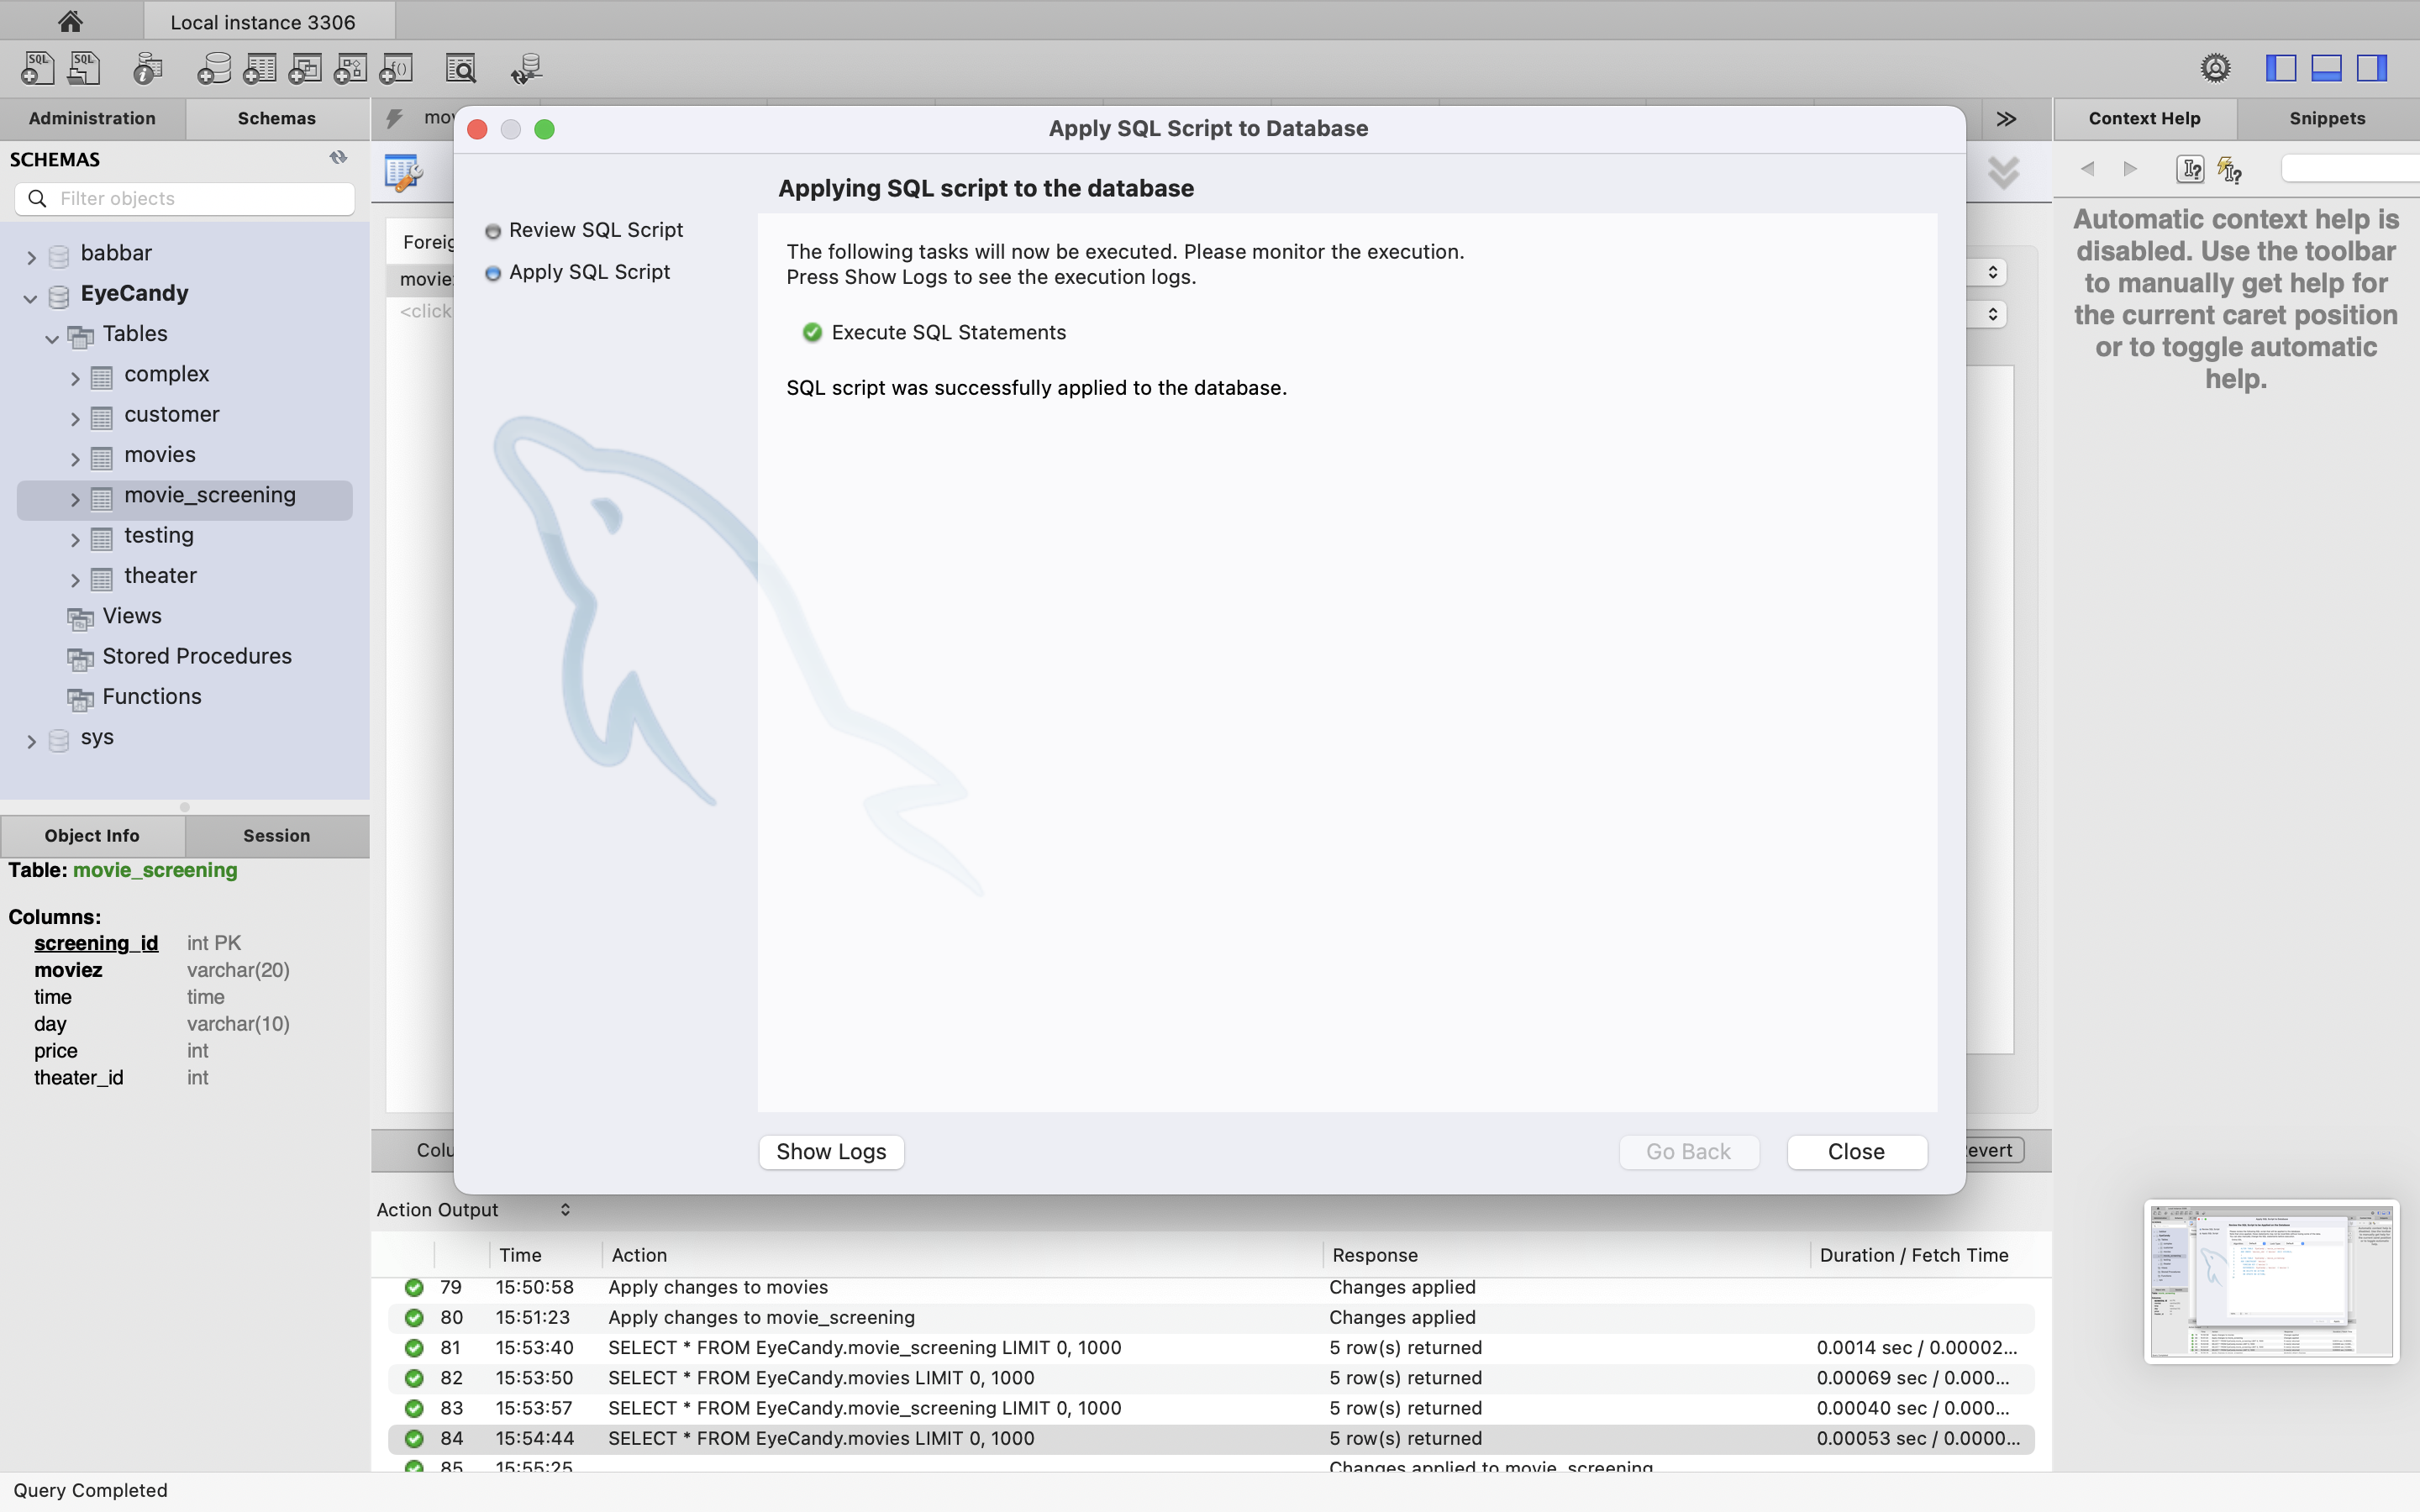 Local instance 3306
Administration
Schemas
Context Help
Snippets
Apply SQL Script to Database
SCHEMAS
Filter objects
babbar
EyeCandy
Tables
complex
customer
movies
movie_screening
testing
theater
Views
Stored Procedures
Functions
sys
Object Info
Session
Table: movie_screening
Columns:
screening_id int PK
moviez varchar(20)
time time
day varchar(10)
price int
theater_id int
Review SQL Script
Apply SQL Script
Applying SQL script to the database
The following tasks will now be executed. Please monitor the execution.
Press Show Logs to see the execution logs.
Execute SQL Statements
SQL script was successfully applied to the database.
Show Logs
Go Back
Close
Automatic context help is
disabled. Use the toolbar
to manually get help for
the current caret position
or to toggle automatic
help.
Action Output
Time Action Response Duration / Fetch Time
79 15:50:58 Apply changes to movies Changes applied
80 15:51:23 Apply changes to movie_screening Changes applied
81 15:53:40 SELECT * FROM EyeCandy.movie_screening LIMIT 0, 1000 5 row(s) returned 0.0014 sec / 0.00002...
82 15:53:50 SELECT * FROM EyeCandy.movies LIMIT 0, 1000 5 row(s) returned 0.00069 sec / 0.000...
83 15:53:57 SELECT * FROM EyeCandy.movie_screening LIMIT 0, 1000 5 row(s) returned 0.00040 sec / 0.000...
84 15:54:44 SELECT * FROM EyeCandy.movies LIMIT 0, 1000 5 row(s) returned 0.00053 sec / 0.0000...
85 15:55:25 Changes applied to movie_screening
Query Completed